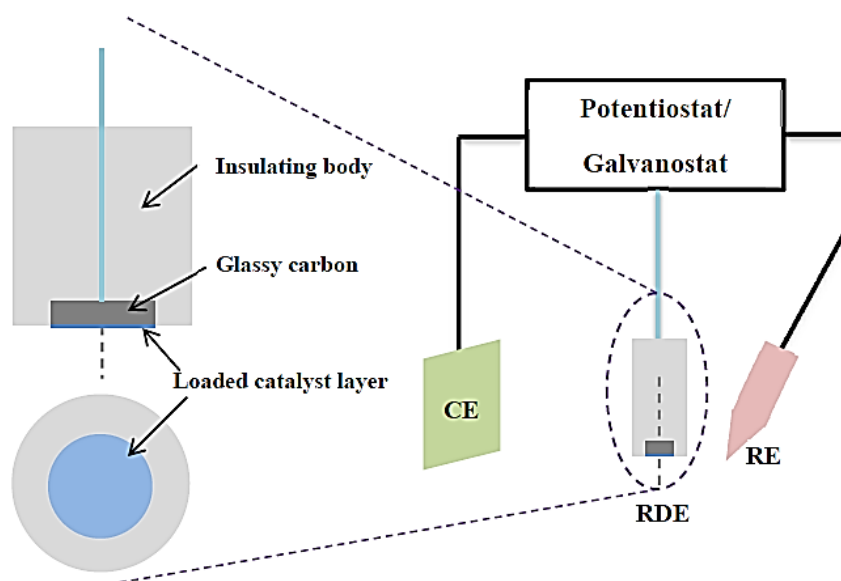 Potentiostat/
Galvanostat
Insulating body
Glassy carbon
Loaded catalyst layer
CE
RE
RDE